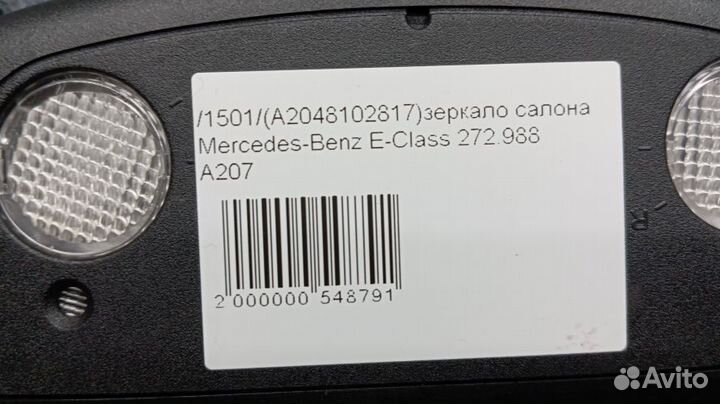 /1501/(A2048102817)зеркало салона
Mercedes-Benz E-Class 272.988
A207
2 000000 548791
R
Avito